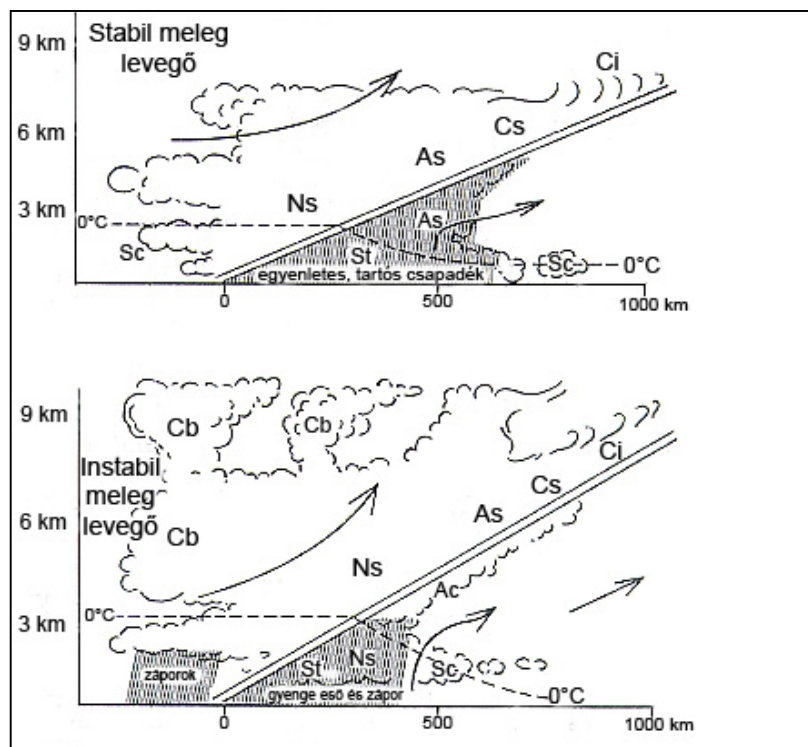 9 km
Stabil meleg
levegő
Ci
6 km
Cs
As
3 km
Ns
0°C
As
Sc
St
Sc
0°C
egyenletes, tartós csapadék
0
500
1000 km
9 km
Cb
Cb
Instabil
meleg
levegő
Ci
Cs
6 km
As
Cb
Ns
Ac
0°C
3 km
Ns
záporok
St
Sc
gyenge eső és zápor
0°C
0
500
1000 km